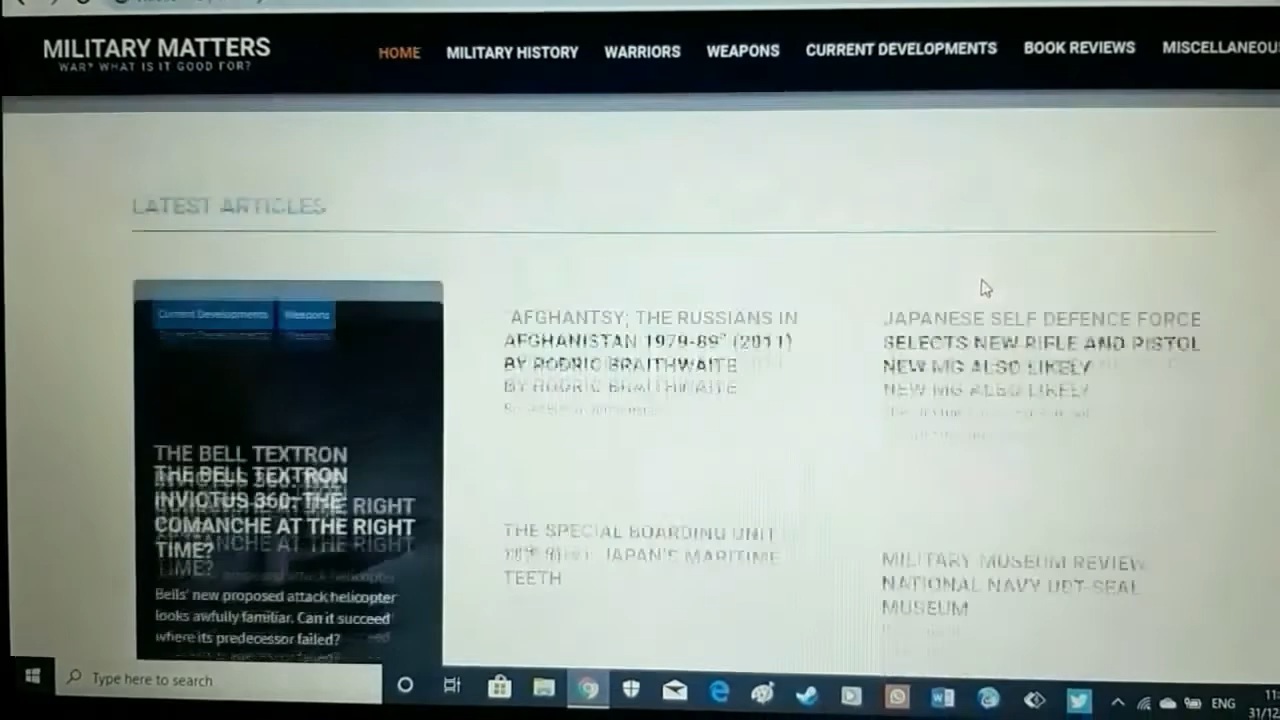 MILITARY MATTERS
WAR? WHAT IS IT GOOD FOR?
HOME MILITARY HISTORY WARRIORS WEAPONS CURRENT DEVELOPMENTS BOOK REVIEWS MISCELLANEOUS
LATEST ARTICLES
Current Developments Weapons
THE BELL TEXTRON
INVICTUS 360: THE
COMANCHE AT THE RIGHT
TIME?
Bells' new proposed attack helicopter
looks awfully familiar. Can it succeed
where its predecessor failed?
"AFGHANTSY; THE RUSSIANS IN
AFGHANISTAN 1979-89" (2011)
BY RODRIC BRAITHWAITE
JAPANESE SELF DEFENCE FORCE
SELECTS NEW RIFLE AND PISTOL
NEW MG ALSO LIKELY
THE SPECIAL BOARDING UNIT
JAPAN'S MARITIME
TEETH
MILITARY MUSEUM REVIEW
NATIONAL NAVY UDT-SEAL
MUSEUM
Type here to search
ENG
11:
31/12